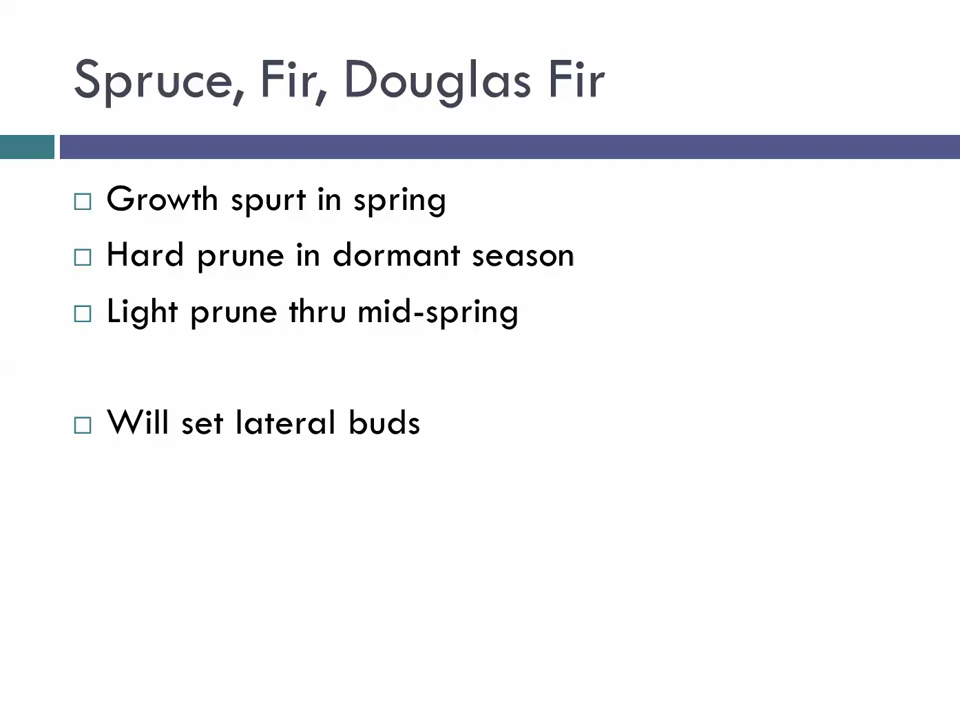 Spruce, Fir, Douglas Fir
Growth spurt in spring
Hard prune in dormant season
Light prune thru mid-spring
Will set lateral buds